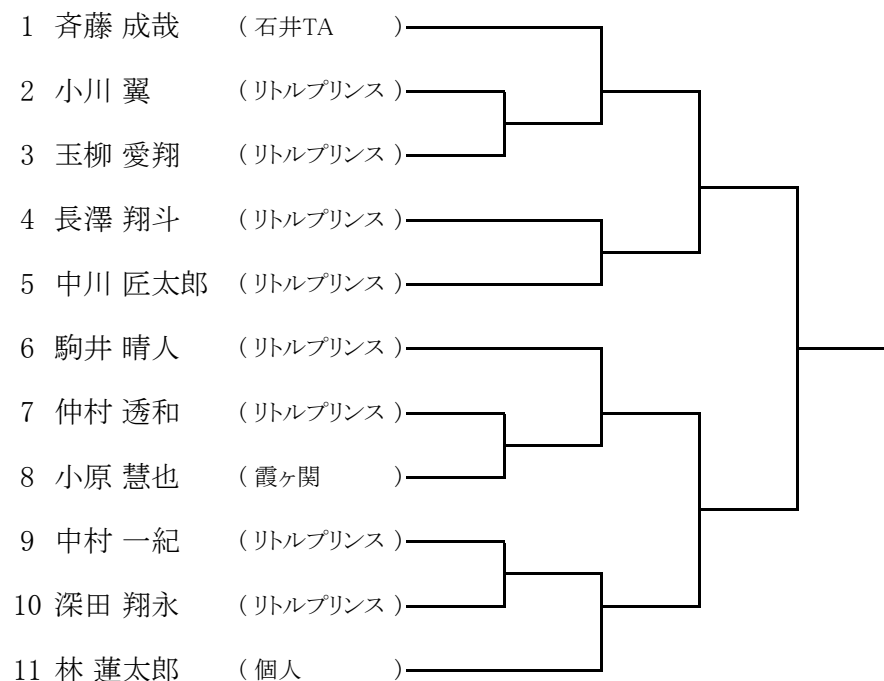 1 斉藤 成哉 ( 石井TA )
2 小川 翼 ( リトルプリンス )
3 玉柳 愛翔 ( リトルプリンス )
4 長澤 翔斗 ( リトルプリンス )
5 中川 匠太郎 ( リトルプリンス )
6 駒井 晴人 ( リトルプリンス )
7 仲村 透和 ( リトルプリンス )
8 小原 慧也 ( 霞ヶ関 )
9 中村 一紀 ( リトルプリンス )
10 深田 翔永 ( リトルプリンス )
11 林 蓮太郎 ( 個人 )